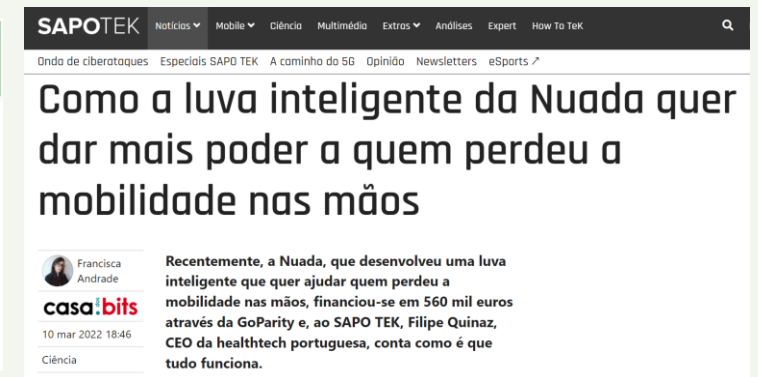 SAPOTEK Notícias Mobile Ciência Multimédia Extras Análises Expert How To TeK
Onda de ciberataques Especiais SAPO TEK A caminho do 5G Opinião Newsletters eSports ↗
Como a luva inteligente da Nuada quer
dar mais poder a quem perdeu a
mobilidade nas mãos
Francisca
Andrade
casa dos bits
10 mar 2022 18:46
Ciência
Recentemente, a Nuada, que desenvolveu uma luva
inteligente que quer ajudar quem perdeu a
mobilidade nas mãos, financiou-se em 560 mil euros
através da GoParity e, ao SAPO TEK, Filipe Quinaz,
CEO da healthtech portuguesa, conta como é que
tudo funciona.